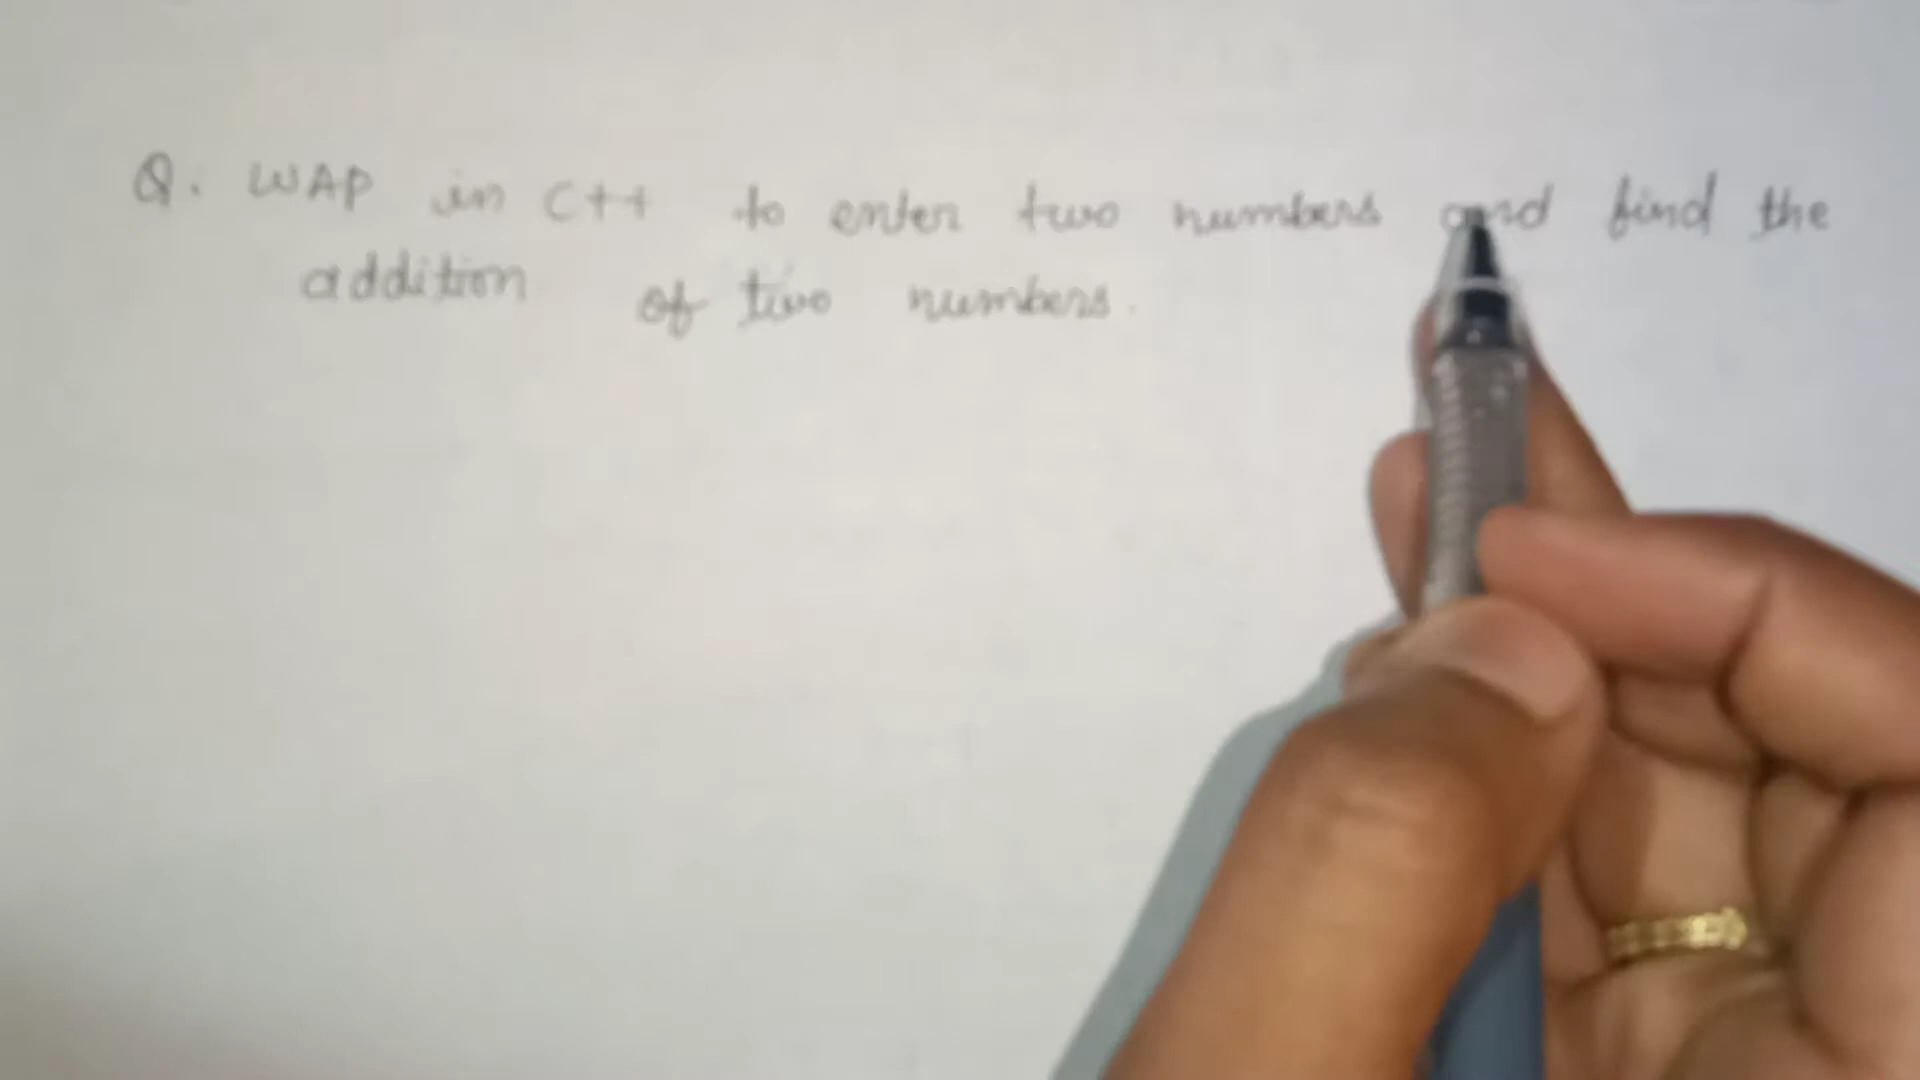 Q. WAP in C++ to enter two numbers and find the
addition of two numbers.